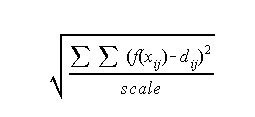 √(∑ ∑ (f(x_ij)-d_ij)²
scale)